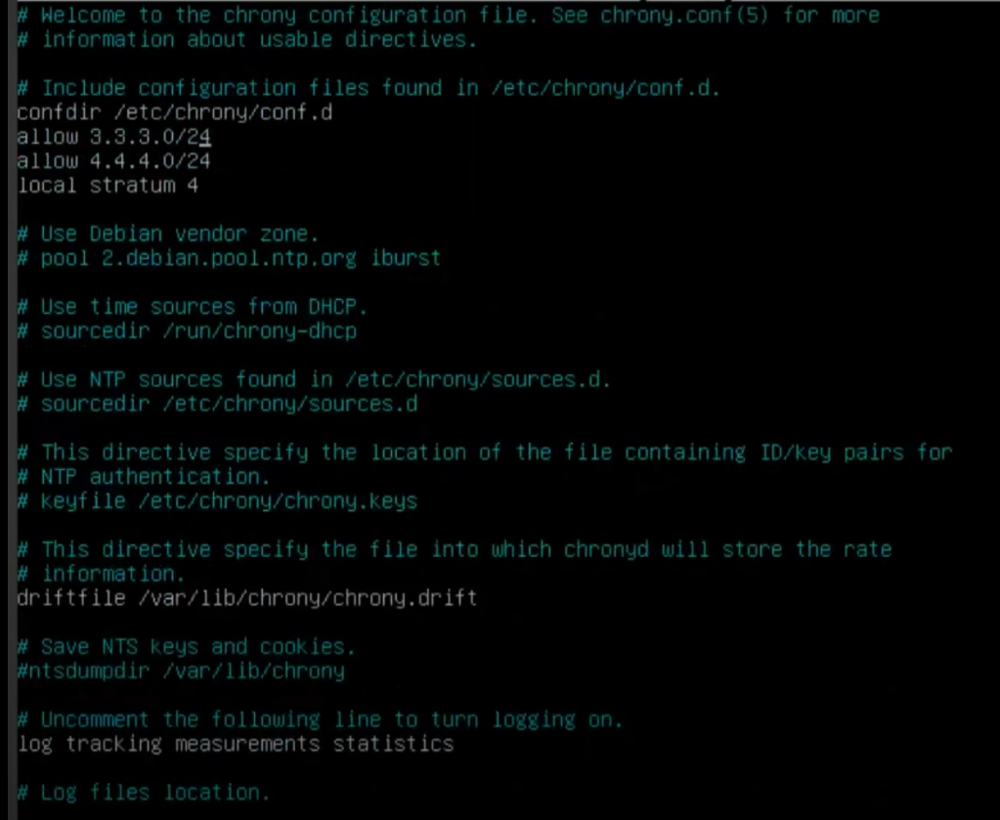 # Welcome to the chrony configuration file. See chrony.conf(5) for more
# information about usable directives.
# Include configuration files found in /etc/chrony/conf.d.
confdir /etc/chrony/conf.d
allow 3.3.3.0/24
allow 4.4.4.0/24
local stratum 4
# Use Debian vendor zone.
# pool 2.debian.pool.ntp.org iburst
# Use time sources from DHCP.
# sourcedir /run/chrony-dhcp
# Use NTP sources found in /etc/chrony/sources.d.
# sourcedir /etc/chrony/sources.d
# This directive specify the location of the file containing ID/key pairs for
# NTP authentication.
# keyfile /etc/chrony/chrony.keys
# This directive specify the file into which chronyd will store the rate
# information.
driftfile /var/lib/chrony/chrony.drift
# Save NTS keys and cookies.
#ntsdumpdir /var/lib/chrony
# Uncomment the following line to turn logging on.
log tracking measurements statistics
# Log files location.